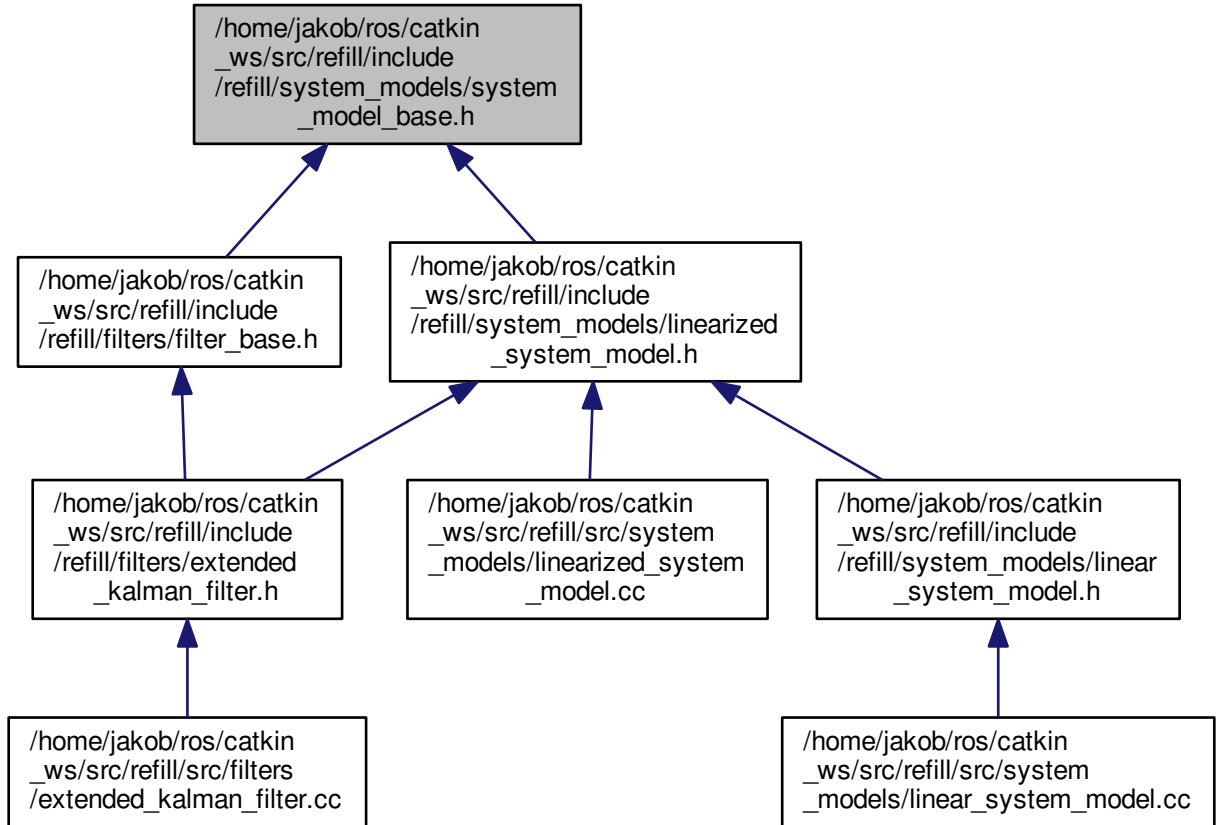 /home/jakob/ros/catkin
_ws/src/refill/include
/refill/system_models/system
_model_base.h
/home/jakob/ros/catkin
_ws/src/refill/include
/refill/filters/filter_base.h
/home/jakob/ros/catkin
_ws/src/refill/include
/refill/system_models/linearized
_system_model.h
/home/jakob/ros/catkin
_ws/src/refill/include
/refill/filters/extended
_kalman_filter.h
/home/jakob/ros/catkin
_ws/src/refill/src/system
_models/linearized_system
_model.cc
/home/jakob/ros/catkin
_ws/src/refill/include
/refill/system_models/linear
_system_model.h
/home/jakob/ros/catkin
_ws/src/refill/src/filters
/extended_kalman_filter.cc
/home/jakob/ros/catkin
_ws/src/refill/src/system
_models/linear_system_model.cc